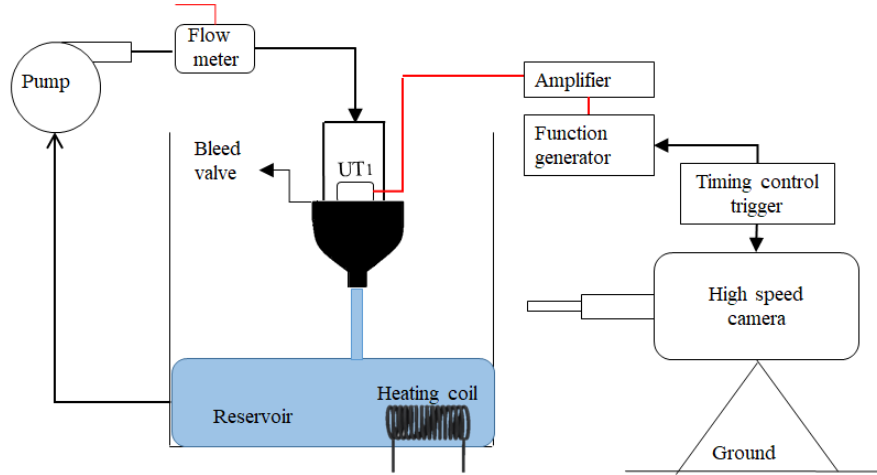 Flow
meter
Pump
Amplifier
Bleed
valve
UT1
Function
generator
Timing control
trigger
High speed
camera
Heating coil
Reservoir
Ground